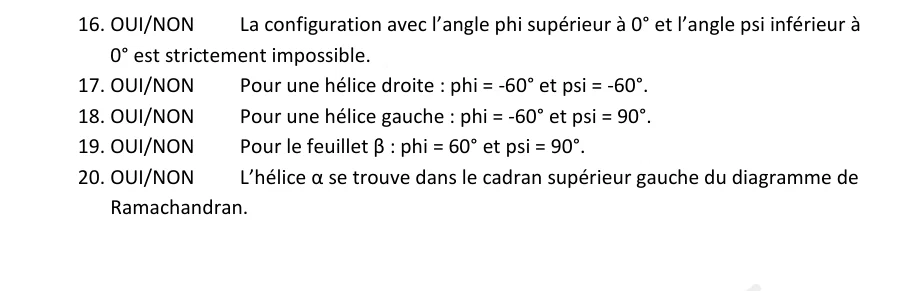 16. OUI/NON La configuration avec l’angle phi supérieur à 0° et l’angle psi inférieur à
0° est strictement impossible.
17. OUI/NON Pour une hélice droite : phi = -60° et psi = -60°.
18. OUI/NON Pour une hélice gauche : phi = -60° et psi = 90°.
19. OUI/NON Pour le feuillet β : phi = 60° et psi = 90°.
20. OUI/NON L’hélice α se trouve dans le cadran supérieur gauche du diagramme de
Ramachandran.